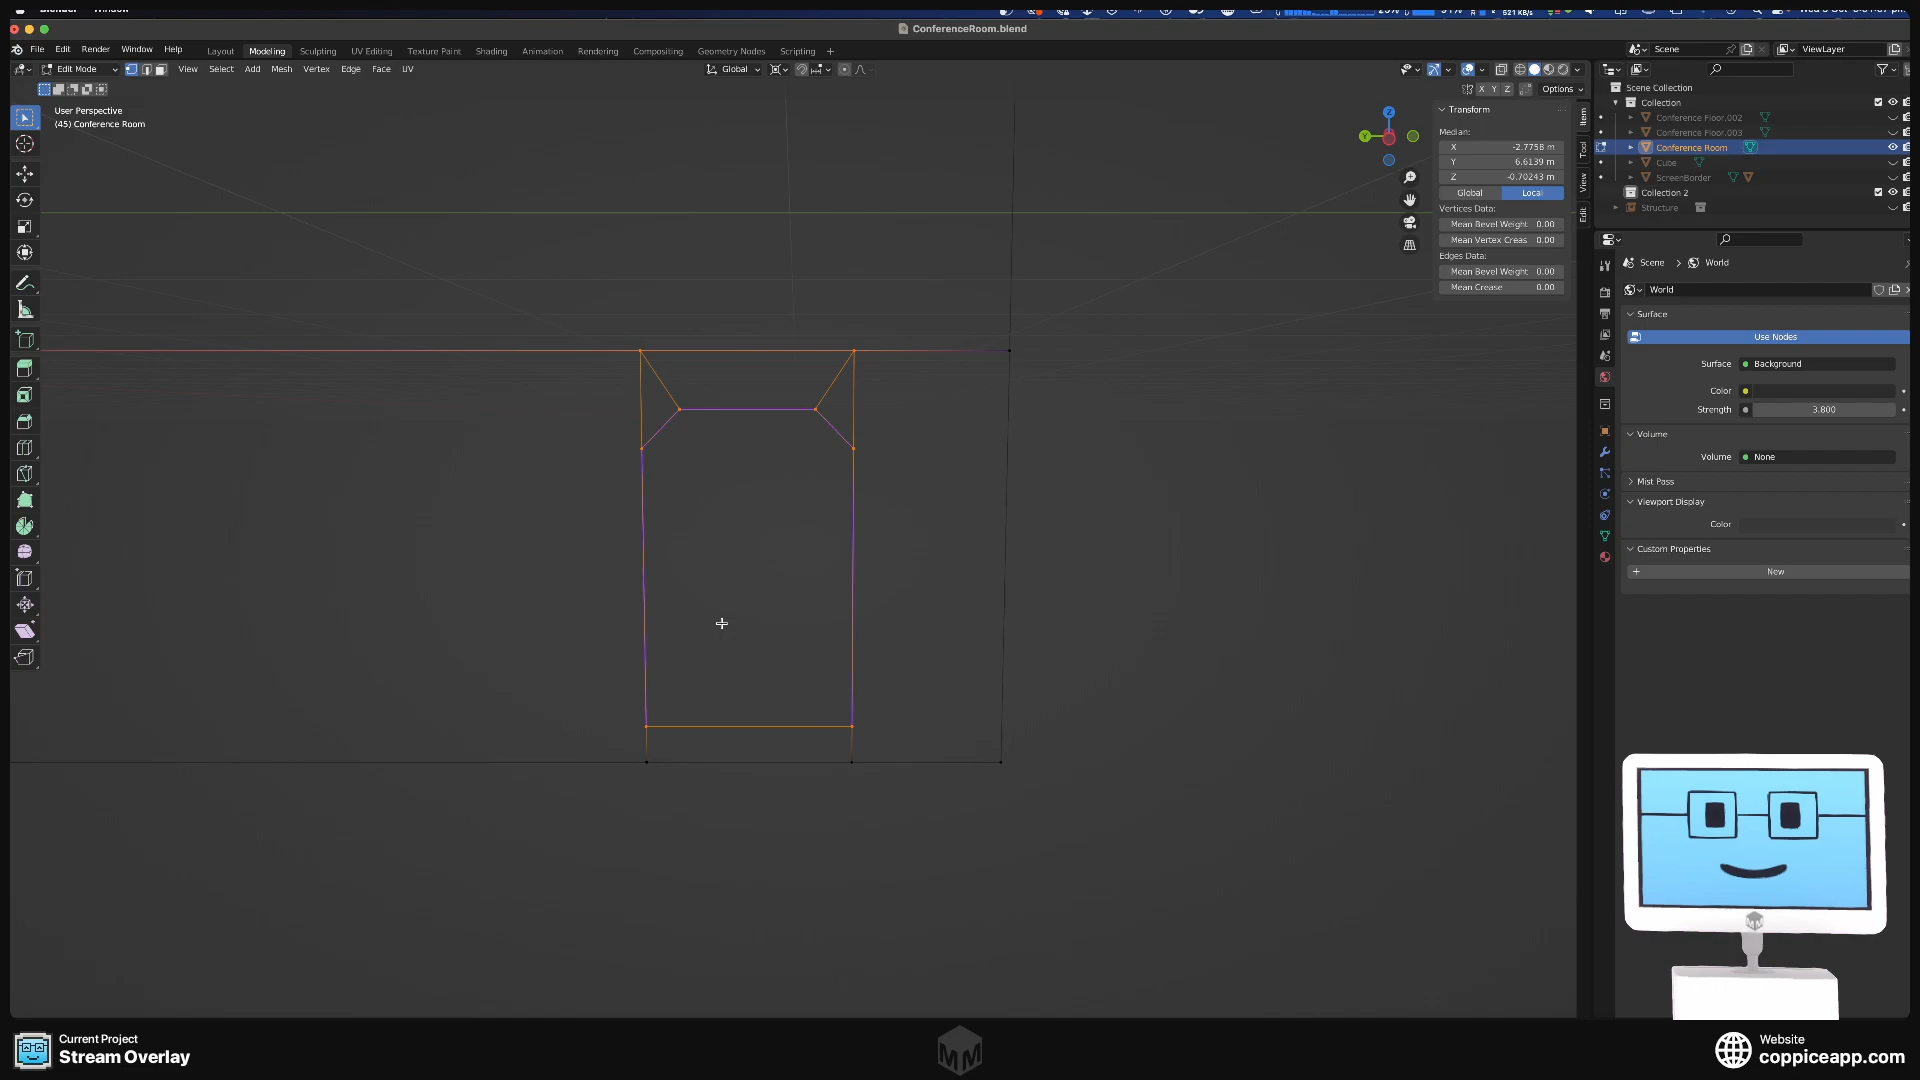 ConferenceRoom.blend
File Edit Render Window Help
Layout Modeling Sculpting UV Editing Texture Paint Shading Animation Rendering Compositing Geometry Nodes Scripting +
Scene
ViewLayer
Edit Mode
View Select Add Mesh Vertex Edge Face UV
Global
X Y Z
Options
User Perspective
(45) Conference Room
Z
Y
Transform
Median:
X -2.7758 m
Y 6.6139 m
Z -0.70243 m
Global Local
Vertices Data:
Mean Bevel Weight 0.00
Mean Vertex Creas 0.00
Edges Data:
Mean Bevel Weight 0.00
Mean Crease 0.00
Item
Tool
View
Edit
Scene Collection
Collection
Conference Floor.002
Conference Floor.003
Conference Room
Cube
ScreenBorder
Collection 2
Structure
Scene World
World
Surface
Use Nodes
Surface Background
Color
Strength 3.800
Volume
Volume None
Mist Pass
Viewport Display
Color
Custom Properties
New
Current Project
Stream Overlay
Website
coppiceapp.com